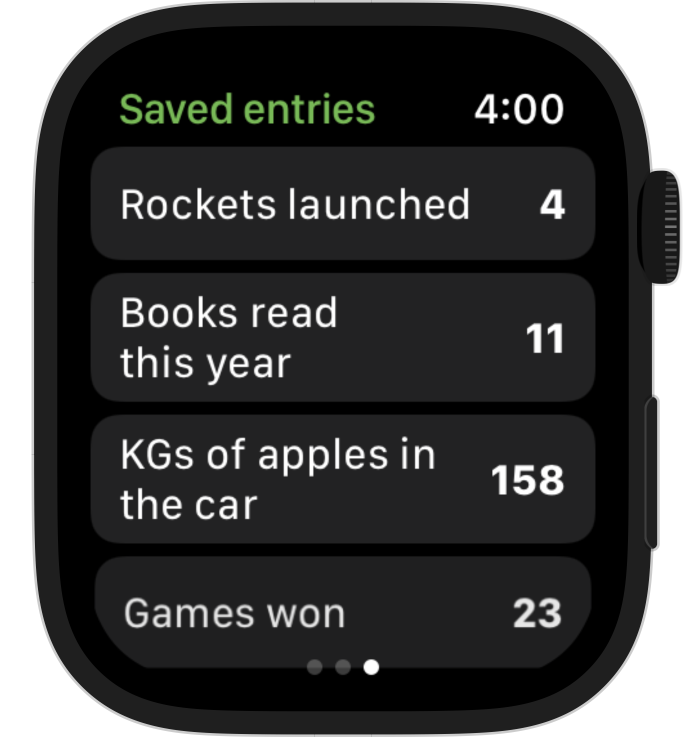 Saved entries 4:00
Rockets launched 4
Books read
this year 11
KGs of apples in
the car 158
Games won 23